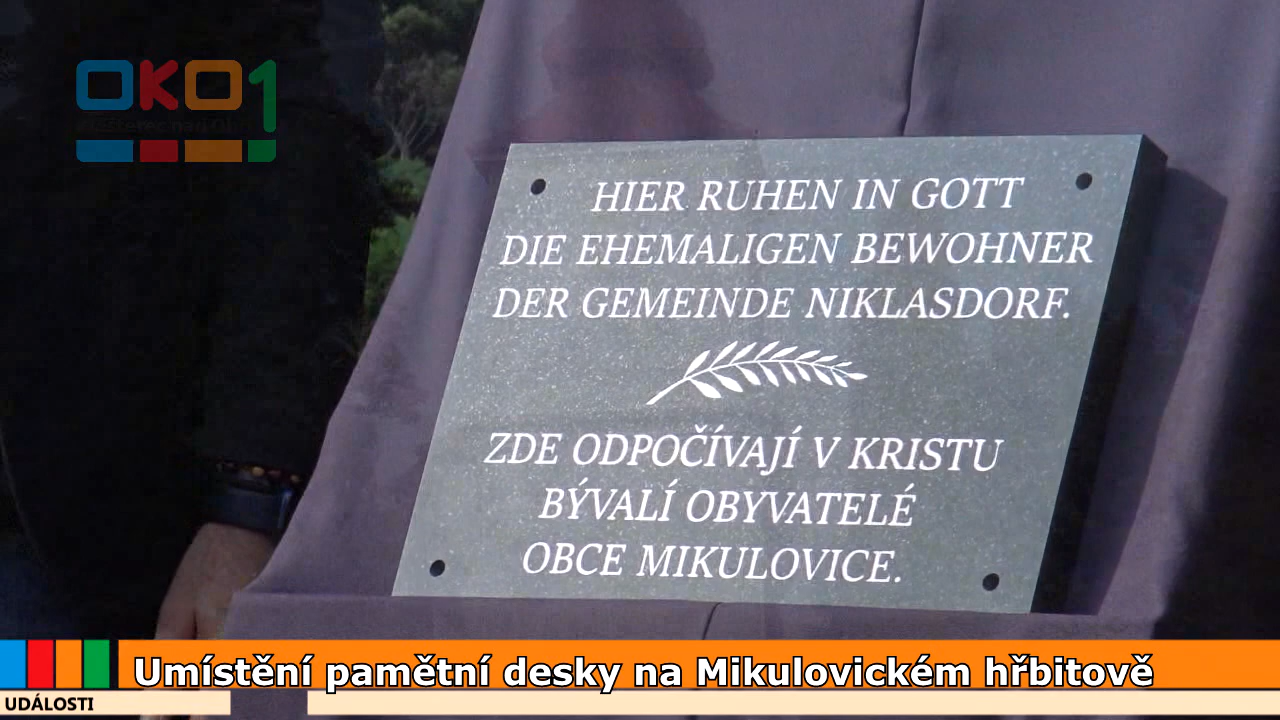 OKO1
HIER RUHEN IN GOTT
DIE EHEMALIGEN BEWOHNER
DER GEMEINDE NIKLASDORF.
ZDE ODPOČÍVAJÍ V KRISTU
BÝVALÍ OBYVATELÉ
OBCE MIKULOVICE.
Umístění pamětní desky na Mikulovickém hřbitově
UDÁLOSTI